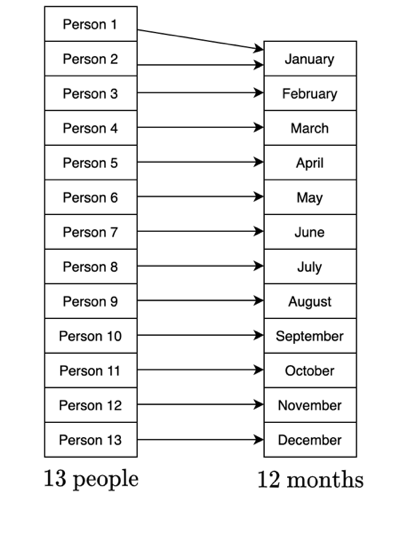 Person 1
Person 2
Person 3
Person 4
Person 5
Person 6
Person 7
Person 8
Person 9
Person 10
Person 11
Person 12
Person 13
13 people
January
February
March
April
May
June
July
August
September
October
November
December
12 months